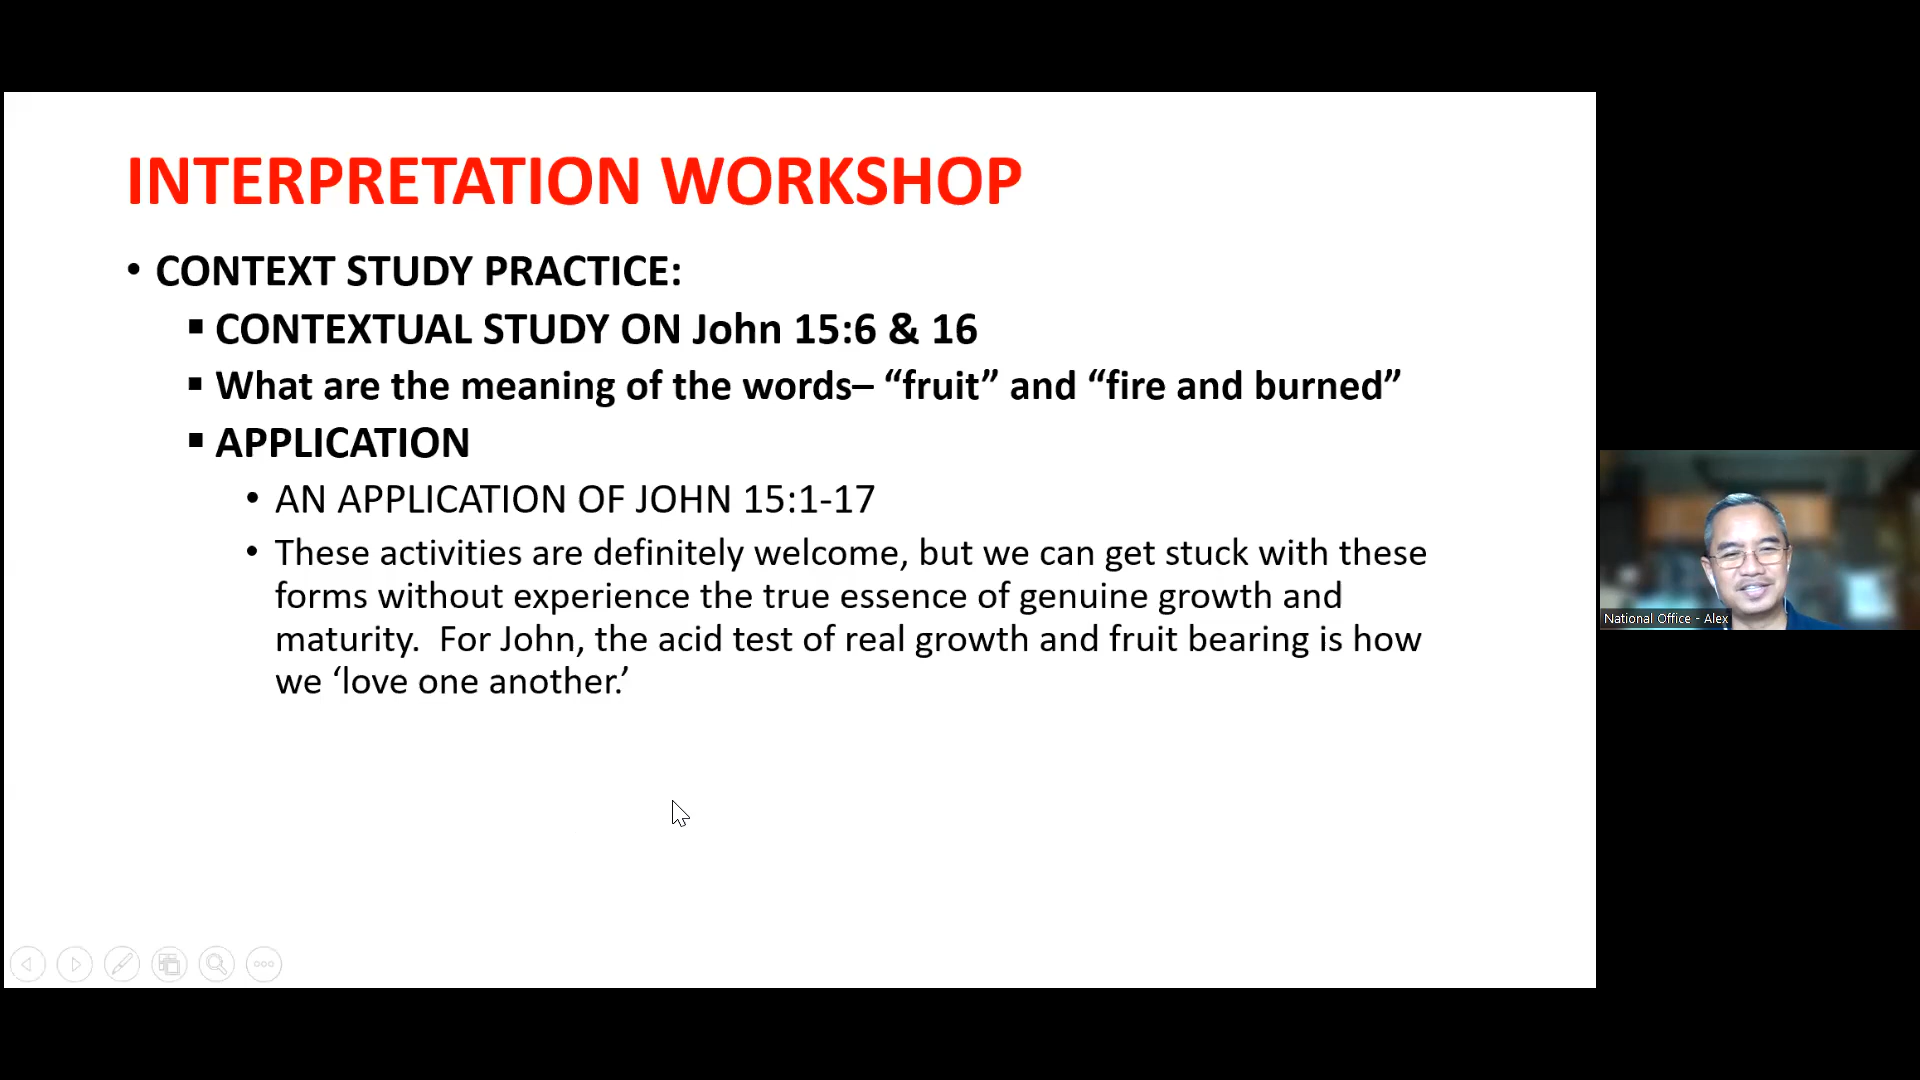 INTERPRETATION WORKSHOP
• CONTEXT STUDY PRACTICE:
▪ CONTEXTUAL STUDY ON John 15:6 & 16
▪ What are the meaning of the words– “fruit” and “fire and burned”
▪ APPLICATION
• AN APPLICATION OF JOHN 15:1-17
• These activities are definitely welcome, but we can get stuck with these
forms without experience the true essence of genuine growth and
maturity.  For John, the acid test of real growth and fruit bearing is how
we ‘love one another.’
National Office - Alex